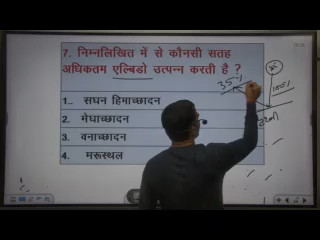 7. निम्नलिखित में से कौनसी सतह
अधिकतम एल्बिडो उत्पन्न करती है ?
1.. सघन हिमाच्छादन
2. मेघाच्छादन
3. वनाच्छादन
4. मरूस्थल
35%
100%